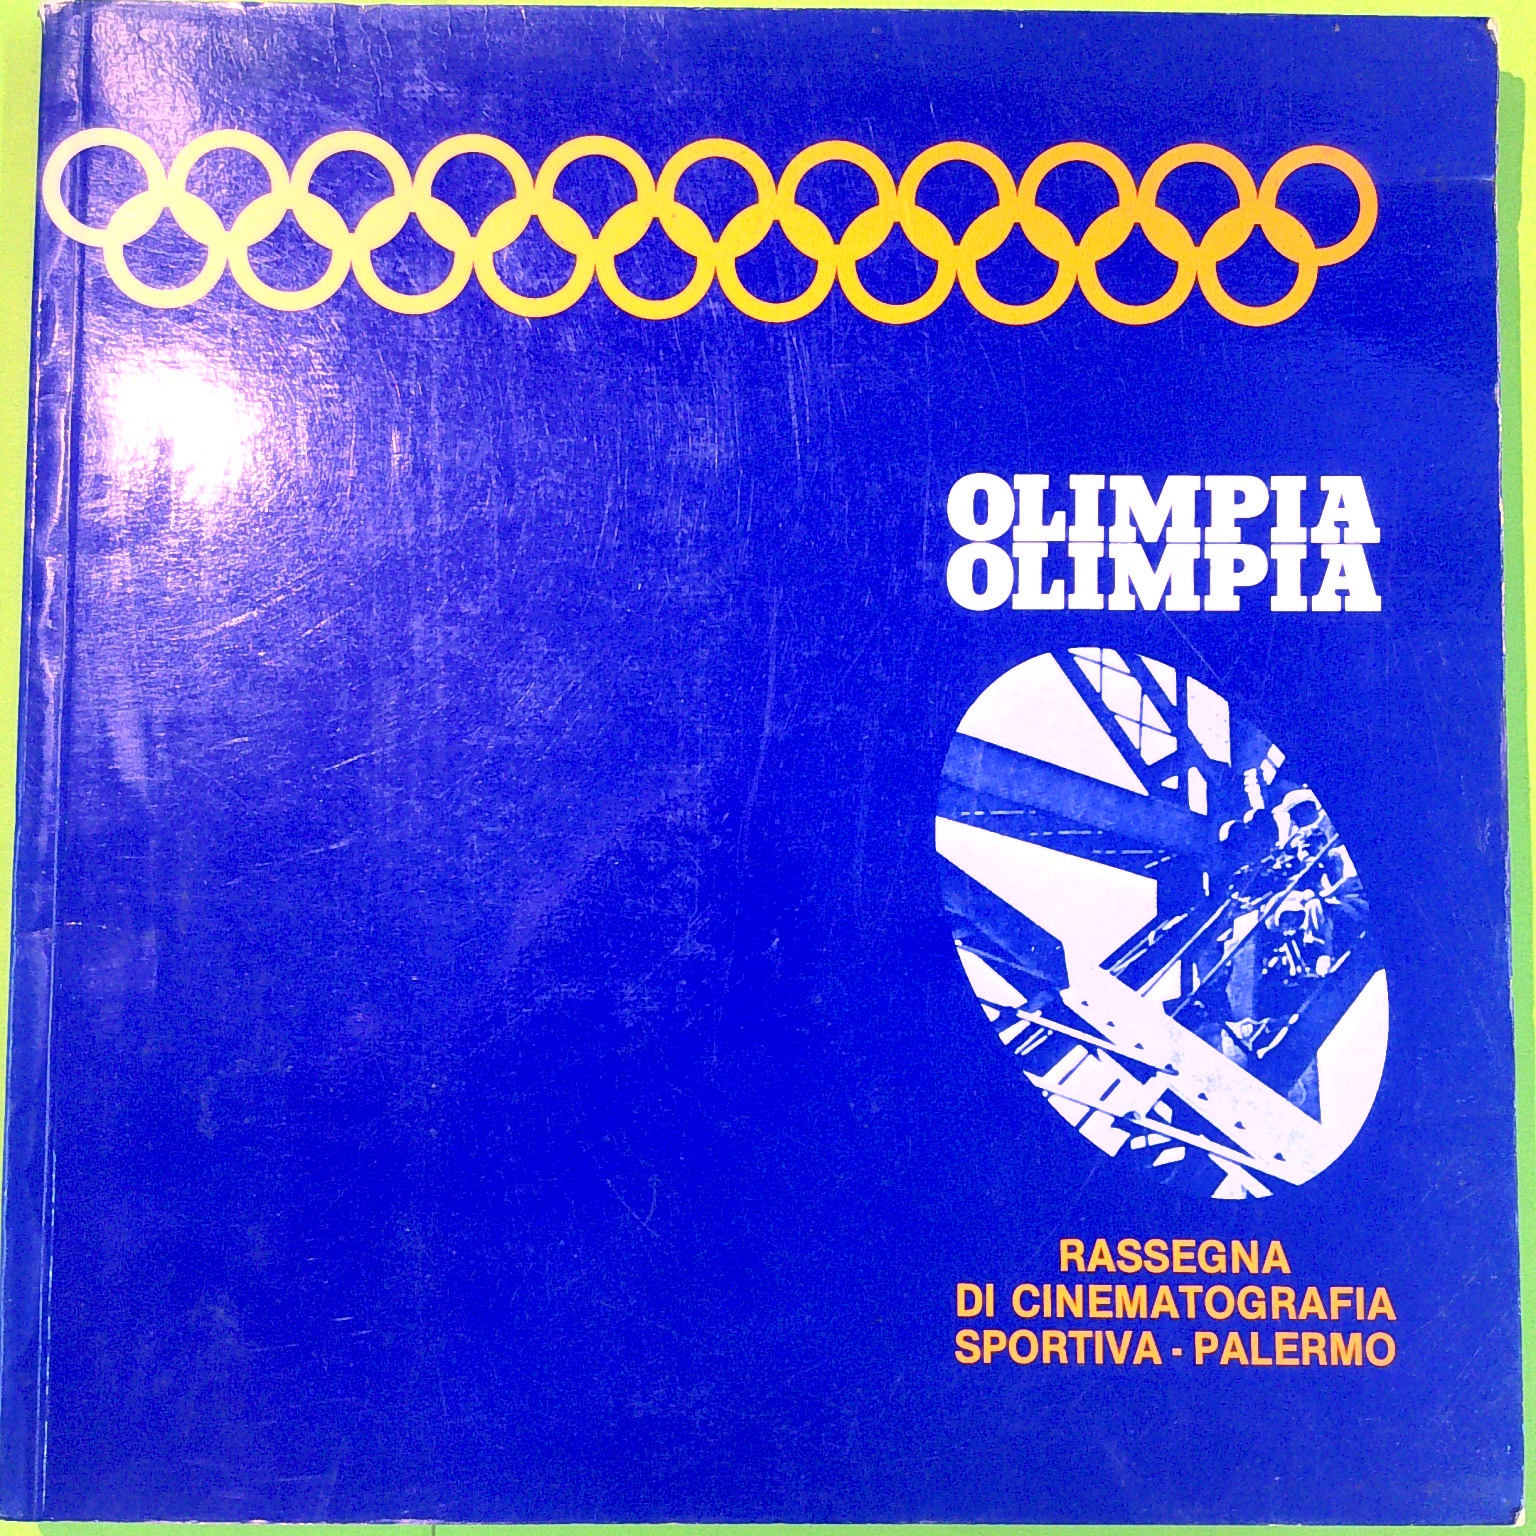 OLIMPIA
OLIMPIA
RASSEGNA
DI CINEMATOGRAFIA
SPORTIVA - PALERMO